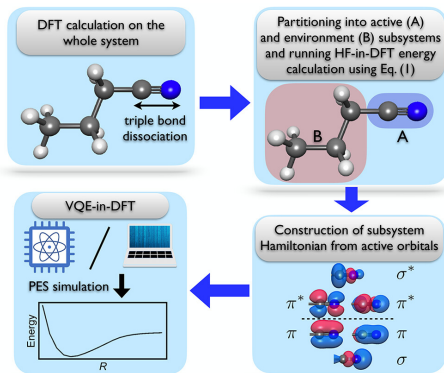 DFT calculation on the
whole system
triple bond
dissociation
Partitioning into active (A)
and environment (B) subsystems
and running HF-in-DFT energy
calculation using Eq. (1)
B
A
VQE-in-DFT
PES simulation
Energy
R
Construction of subsystem
Hamiltonian from active orbitals
σ*
π* π*
π π
σ